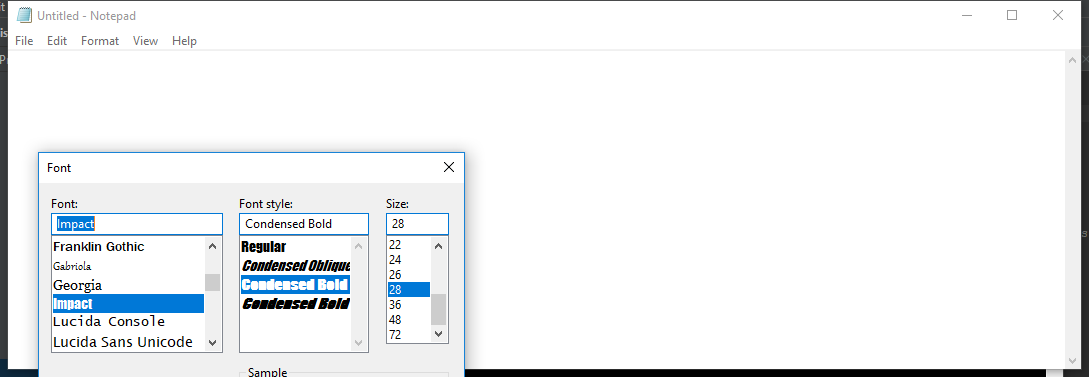 Untitled - Notepad
File Edit Format View Help
Font
Font: Font style: Size:
Impact Condensed Bold 28
Franklin Gothic
Gabriola
Georgia
Impact
Lucida Console
Lucida Sans Unicode
Regular
Condensed Oblique
Condensed Bold
Condensed Bold
22
24
26
28
36
48
72
Sample